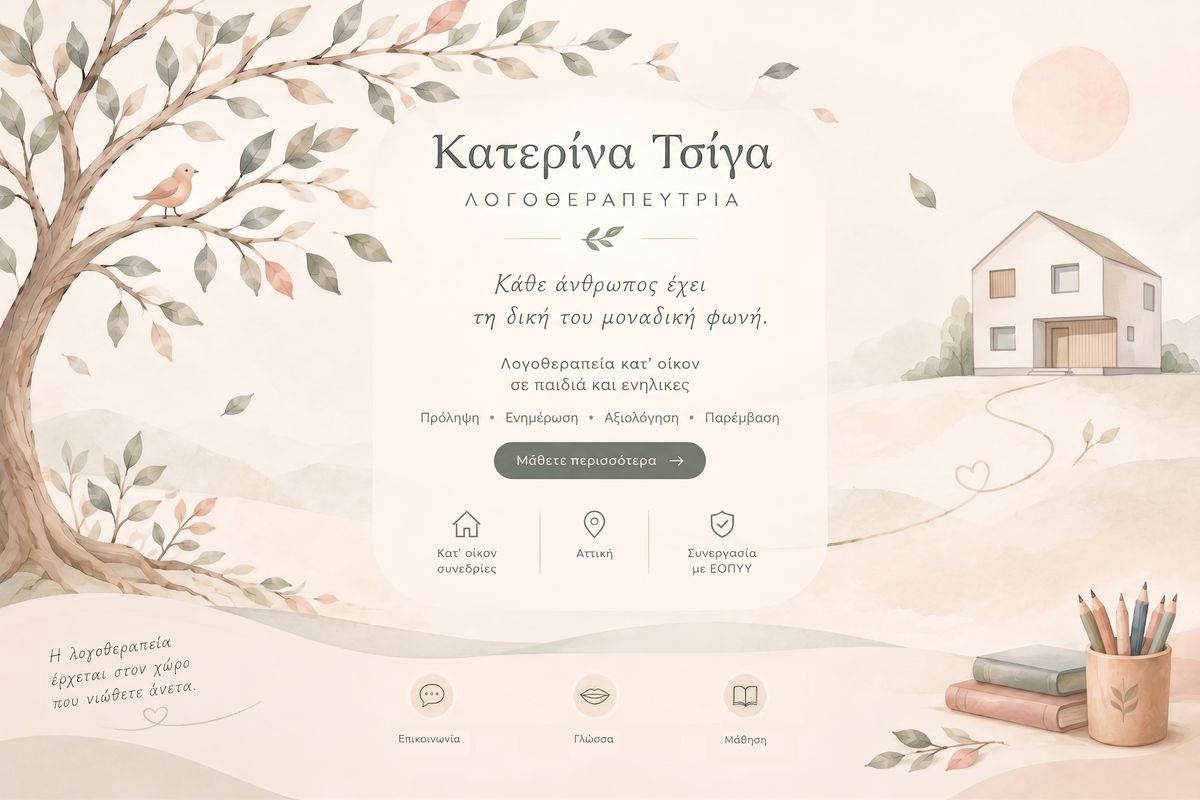 Κατερίνα Τσίγα
ΛΟΓΟΘΕΡΑΠΕΥΤΡΙΑ
Κάθε άνθρωπος έχει
τη δική του μοναδική φωνή.
Λογοθεραπεία κατ’ οίκον
σε παιδιά και ενηλικες
Πρόληψη • Ενημέρωση • Αξιολόγηση • Παρέμβαση
Μάθετε περισσότερα →
Κατ’ οίκον
συνεδρίες
Αττική
Συνεργασία
με ΕΟΠΥΥ
Η λογοθεραπεία
έρχεται στον χώρο
που νιώθετε άνετα.
Επικοινωνία
Γλώσσα
Μάθηση